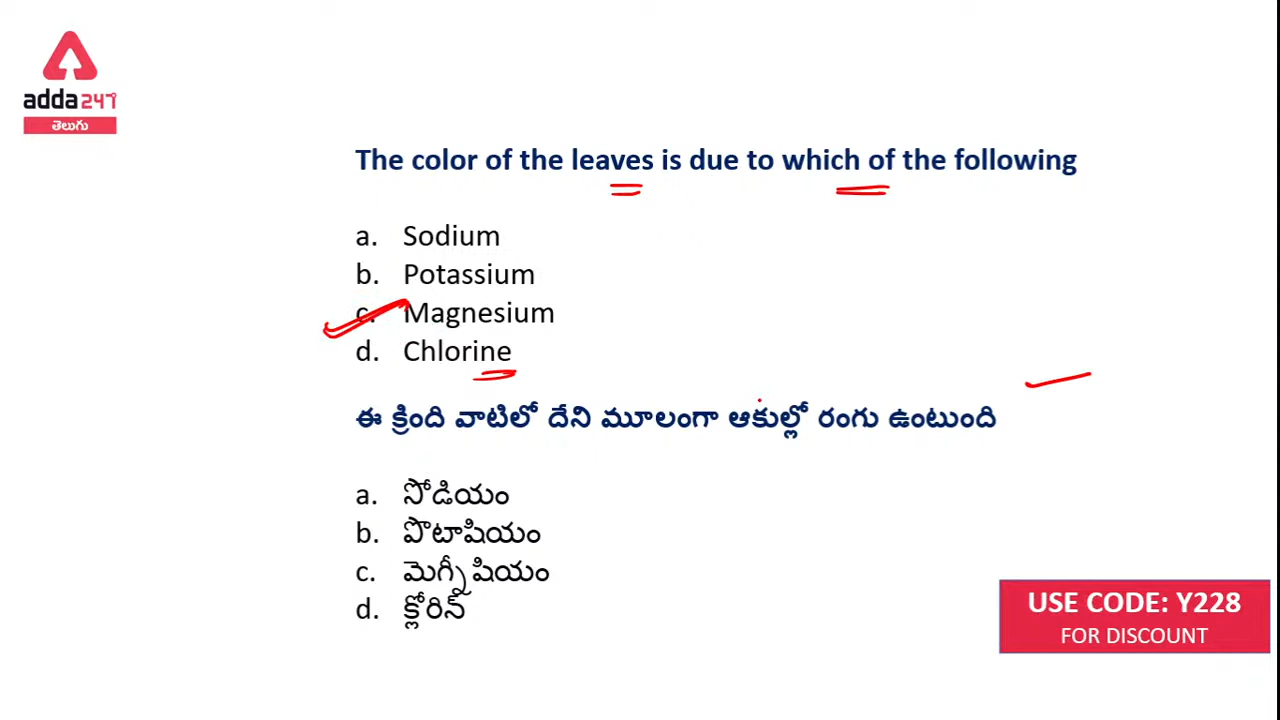 adda247
తెలుగు
The color of the leaves is due to which of the following
a. Sodium
b. Potassium
c. Magnesium
d. Chlorine
ఈ క్రింది వాటిలో దేని మూలంగా ఆకుల్లో రంగు ఉంటుంది
a. సోడియం
b. పొటాషియం
c. మెగ్నీషియం
d. క్లోరిన్
USE CODE: Y228
FOR DISCOUNT